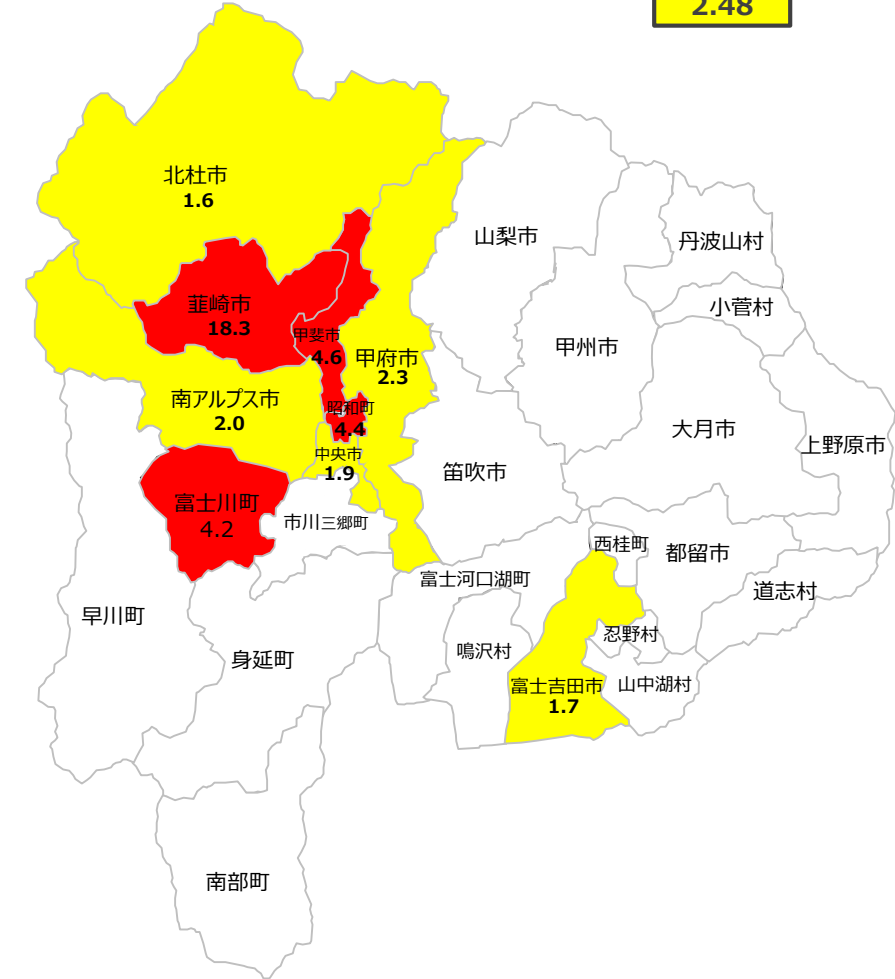 2.48
北杜市
1.6
山梨市
丹波山村
韮崎市
18.3
小菅村
甲斐市
4.6
甲州市
甲府市
2.3
南アルプス市
2.0
昭和町
4.4
大月市
上野原市
中央市
1.9
笛吹市
富士川町
4.2
市川三郷町
西桂町
都留市
富士河口湖町
道志村
早川町
忍野村
身延町
鳴沢村
富士吉田市
1.7
山中湖村
南部町